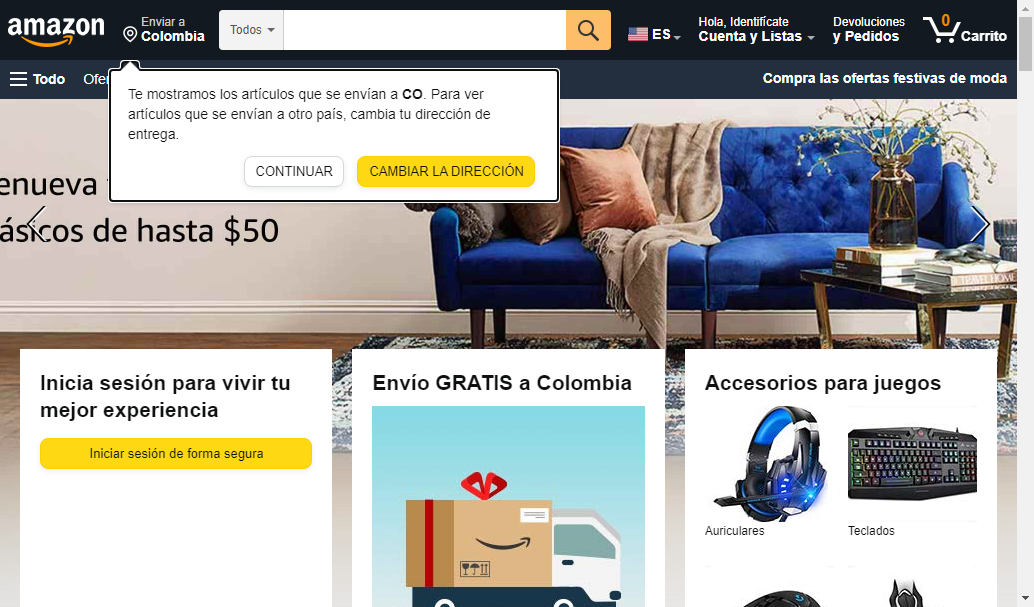 amazon
Enviar a
Colombia
Todos
ES
Hola, Identifícate
Cuenta y Listas
Devoluciones
y Pedidos
0
Carrito
Todo
Compra las ofertas festivas de moda
Te mostramos los artículos que se envían a CO. Para ver
artículos que se envían a otro país, cambia tu dirección de
entrega.
CONTINUAR
CAMBIAR LA DIRECCIÓN
de hasta $50
Inicia sesión para vivir tu
mejor experiencia
Iniciar sesión de forma segura
Envío GRATIS a Colombia
Accesorios para juegos
Auriculares
Teclados